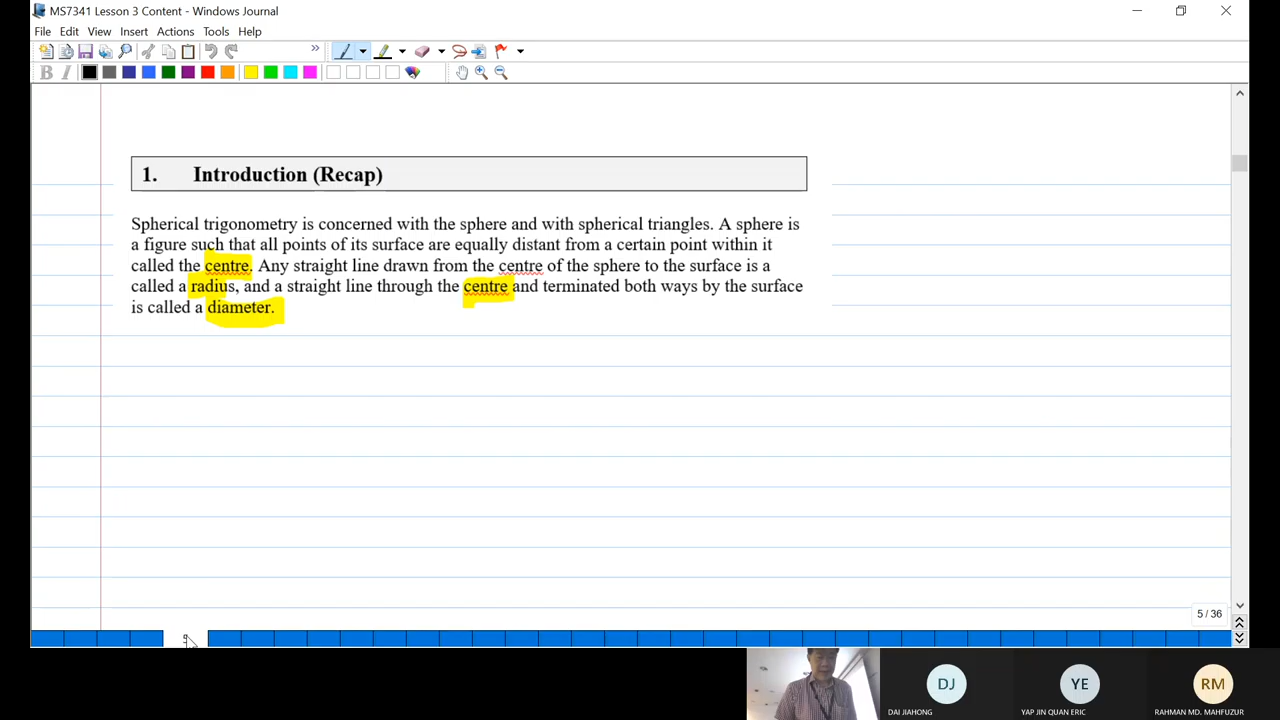 MS7341 Lesson 3 Content - Windows Journal
File Edit View Insert Actions Tools Help
»
B I
1. Introduction (Recap)
Spherical trigonometry is concerned with the sphere and with spherical triangles. A sphere is
a figure such that all points of its surface are equally distant from a certain point within it
called the centre. Any straight line drawn from the centre of the sphere to the surface is a
called a radius, and a straight line through the centre and terminated both ways by the surface
is called a diameter.
5 / 36
5
DJ YE RM
DAI JIAHONG YAP JIN QUAN ERIC RAHMAN MD. MAHFUZUR